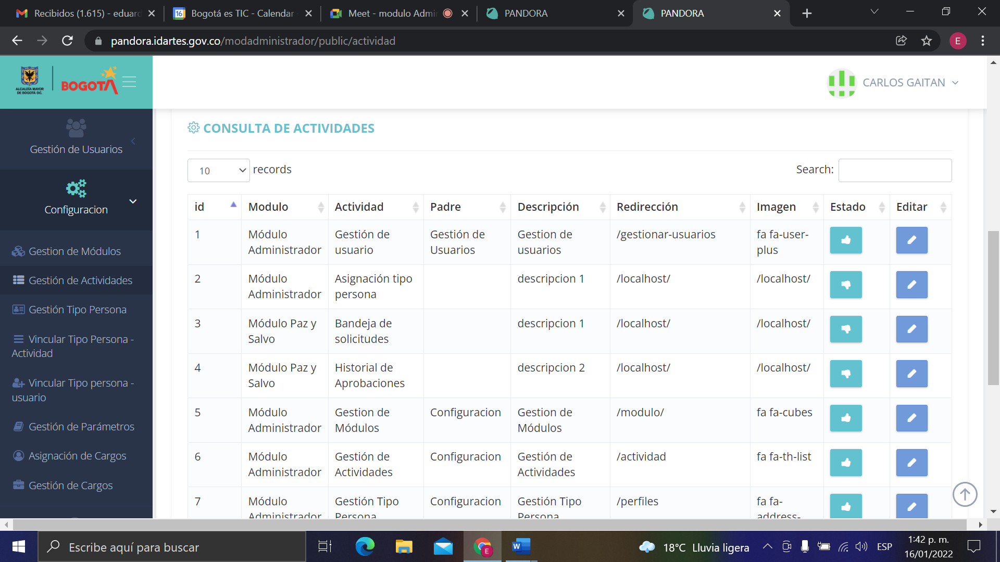 Recibidos (1.615) - eduard
Bogotá es TIC - Calendar -
Meet - modulo Admi
PANDORA
PANDORA
pandora.idartes.gov.co/modadministrador/public/actividad
E
ALCALDÍA MAYOR
DE BOGOTÁ D.C.
BOGOTÁ
CARLOS GAITAN
Gestión de Usuarios
Configuracion
Gestion de Módulos
Gestión de Actividades
Gestión Tipo Persona
Vincular Tipo Persona -
Actividad
Vincular Tipo persona -
usuario
Gestión de Parámetros
Asignación de Cargos
Gestión de Cargos
CONSULTA DE ACTIVIDADES
10 records
Search:
id Modulo Actividad Padre Descripción Redirección Imagen Estado Editar
1 Módulo Gestión de Gestión de Gestion de /gestionar-usuarios fa fa-user-
Administrador usuario Usuarios usuarios plus
2 Módulo Asignación tipo descripcion 1 /localhost/ /localhost/
Administrador persona
3 Módulo Paz y Bandeja de descripcion 1 /localhost/ /localhost/
Salvo solicitudes
4 Módulo Paz y Historial de descripcion 2 /localhost/ /localhost/
Salvo Aprobaciones
5 Módulo Gestion de Configuracion Gestion de /modulo/ fa fa-cubes
Administrador Módulos Módulos
6 Módulo Gestión de Configuracion Gestión de /actividad fa fa-th-list
Administrador Actividades Actividades
7 Módulo Gestión Tipo Configuracion Gestión Tipo /perfiles fa fa-
Administrador Persona Persona address-
Escribe aquí para buscar
E
W
18°C Lluvia ligera
ESP
1:42 p. m.
16/01/2022